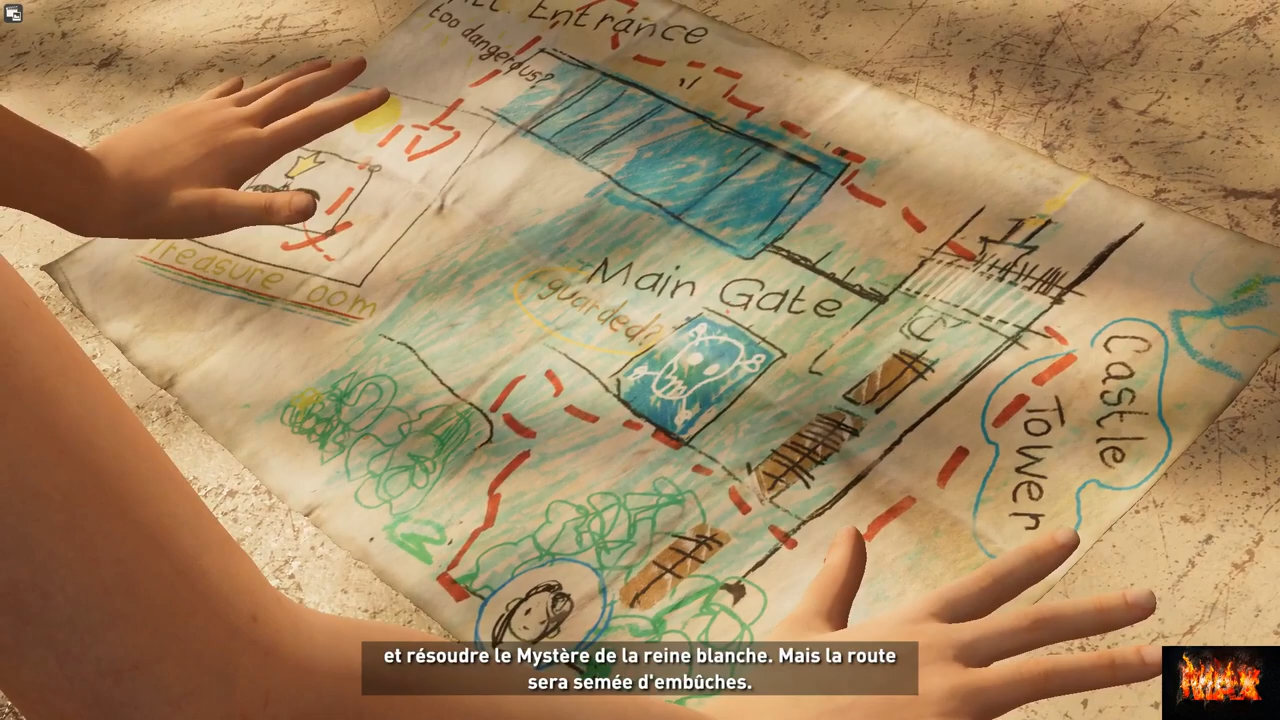 Entrance
too dangerous?
Treasure room
Main Gate
(guarded?)
Castle
Tower
et résoudre le Mystère de la reine blanche. Mais la route
sera semée d'embûches.